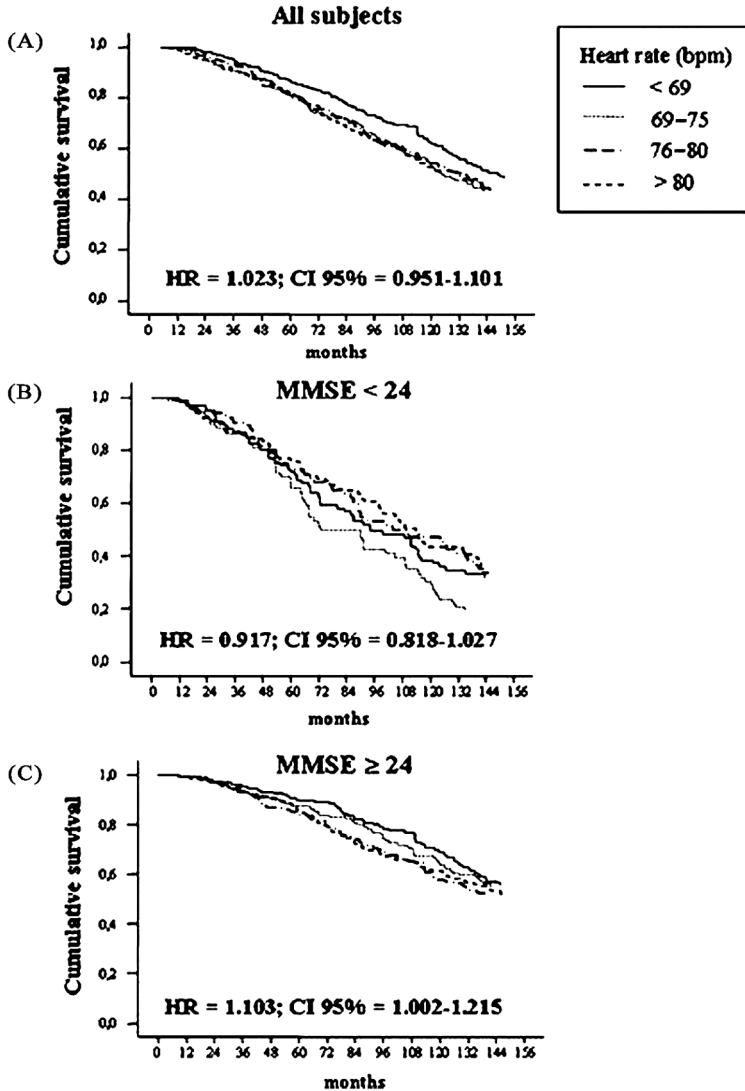 All subjects
(A)
Cumulative survival
1,0
0,8
0,6
0,4
0,2
0,0
HR = 1.023; CI 95% = 0.951-1.101
0 12 24 36 48 60 72 84 96 108 120 132 144 156
months
Heart rate (bpm)
< 69
69–75
76–80
> 80
(B)
MMSE < 24
Cumulative survival
1,0
0,8
0,6
0,4
0,2
0,0
HR = 0.917; CI 95% = 0.818-1.027
0 12 24 36 48 60 72 84 96 108 120 132 144 156
months
(C)
MMSE ≥ 24
Cumulative survival
1,0
0,8
0,6
0,4
0,2
0,0
HR = 1.103; CI 95% = 1.002-1.215
0 12 24 36 48 60 72 84 96 108 120 132 144 156
months